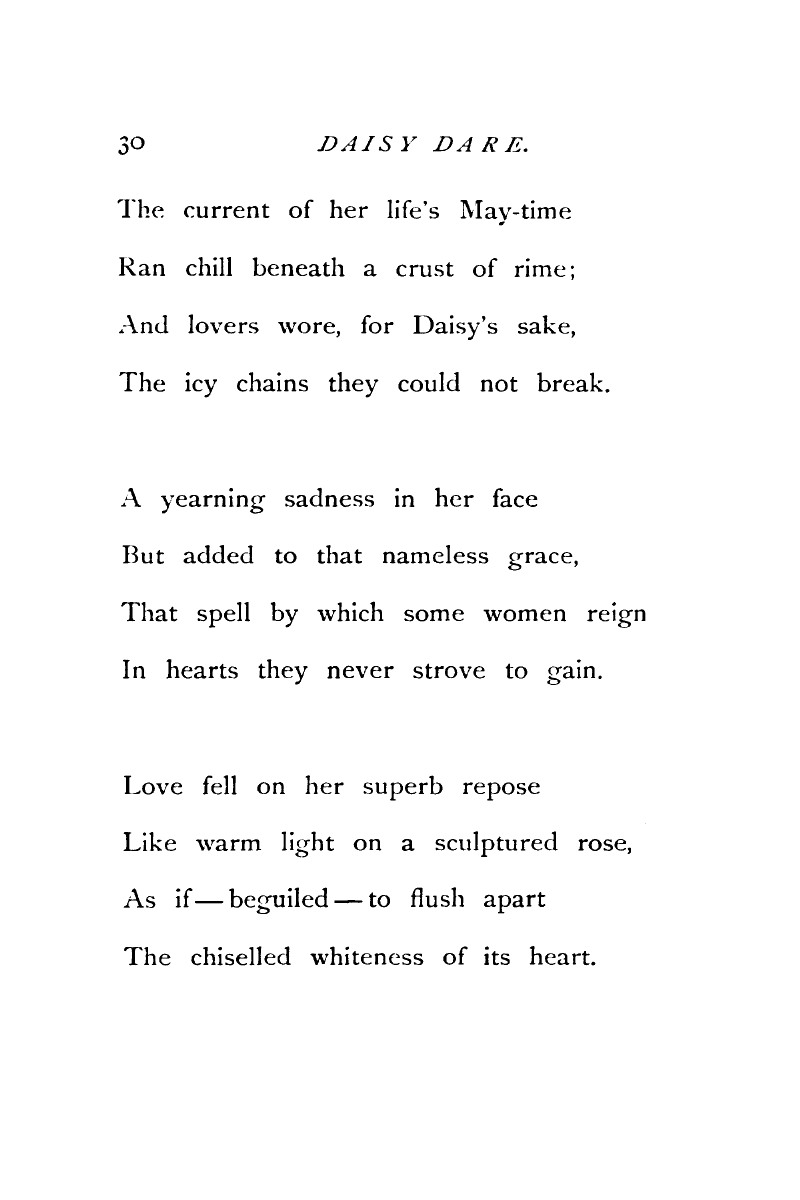 30 DAISY DARE.
The current of her life's May-time
Ran chill beneath a crust of rime;
And lovers wore, for Daisy's sake,
The icy chains they could not break.
A yearning sadness in her face
But added to that nameless grace,
That spell by which some women reign
In hearts they never strove to gain.
Love fell on her superb repose
Like warm light on a sculptured rose,
As if—beguiled—to flush apart
The chiselled whiteness of its heart.